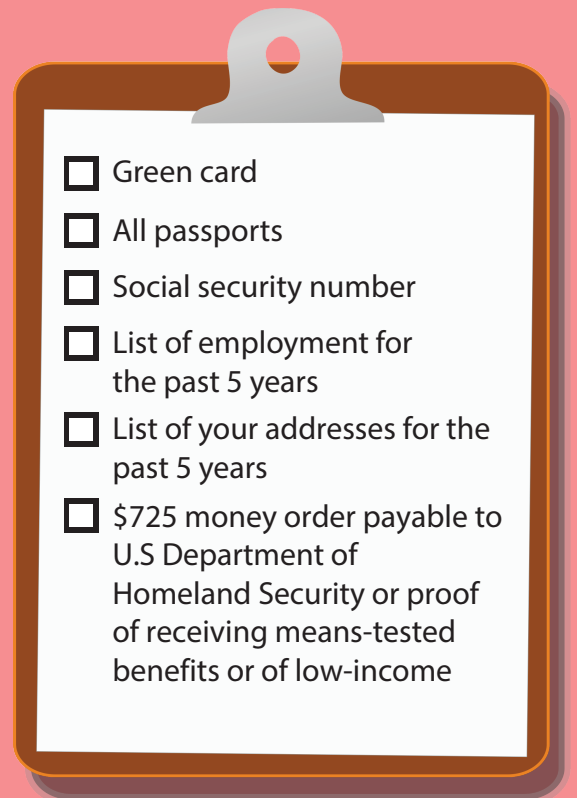 Green card
All passports
Social security number
List of employment for
the past 5 years
List of your addresses for the
past 5 years
$725 money order payable to
U.S Department of
Homeland Security or proof
of receiving means-tested
benefits or of low-income